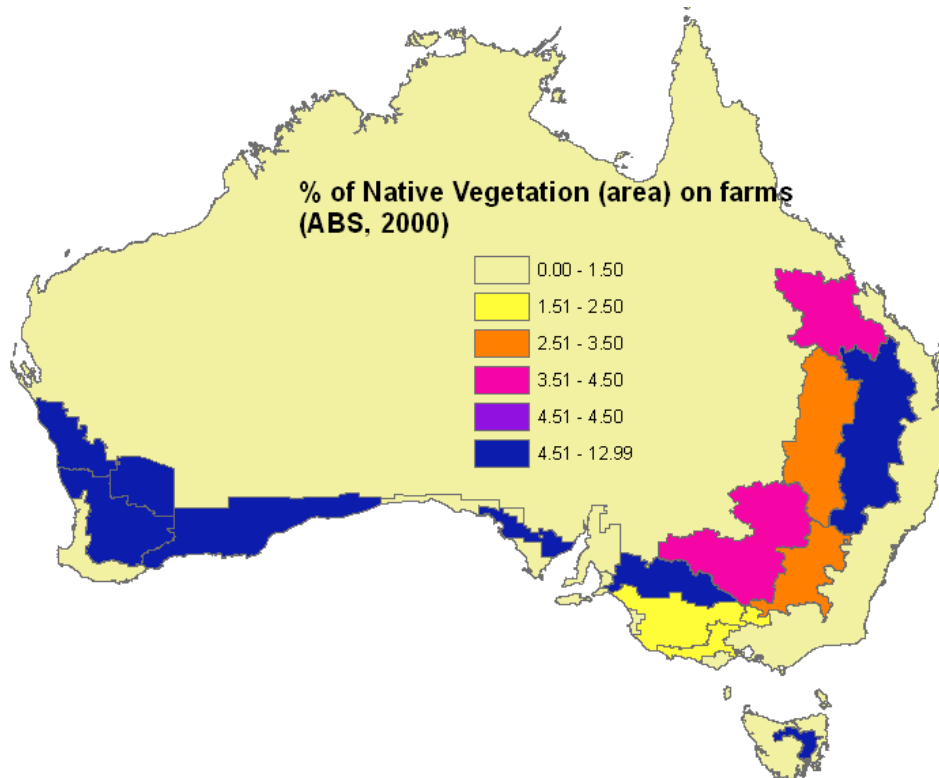 % of Native Vegetation (area) on farms
(ABS, 2000)
0.00 - 1.50
1.51 - 2.50
2.51 - 3.50
3.51 - 4.50
4.51 - 4.50
4.51 - 12.99